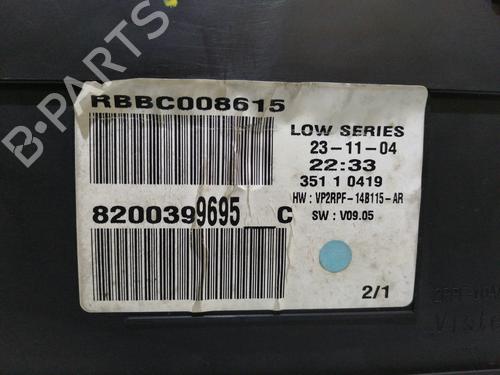 B-PARTS
RBBC008615
LOW SERIES
23-11-04
22:33
351 1 0419
HW : VP2RPF-14B115-AR
SW : V09.05
8200399695__C
2/1